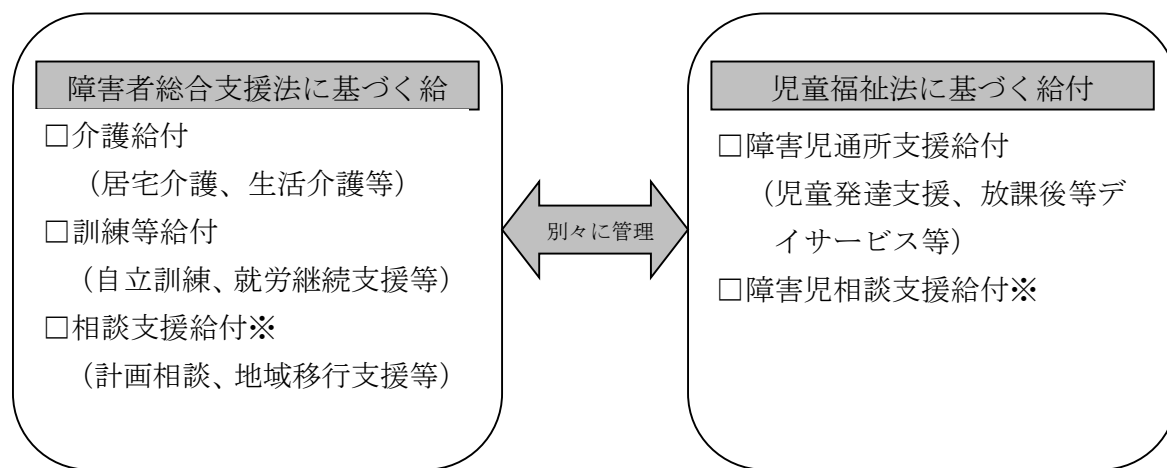 障害者総合支援法に基づく給
□介護給付
（居宅介護、生活介護等）
□訓練等給付
（自立訓練、就労継続支援等）
□相談支援給付※
（計画相談、地域移行支援等）
別々に管理
児童福祉法に基づく給付
□障害児通所支援給付
（児童発達支援、放課後等デ
イサービス等）
□障害児相談支援給付※